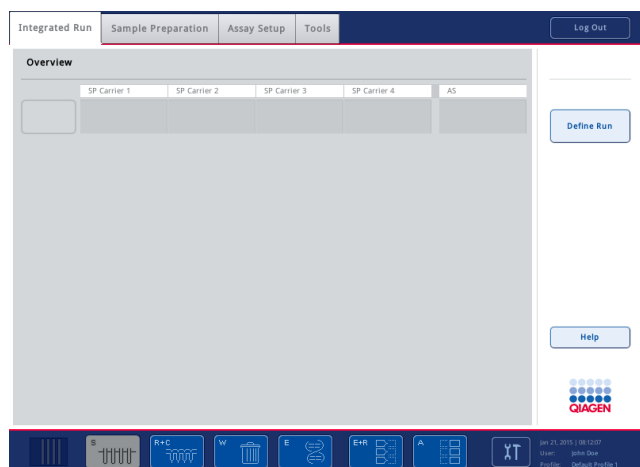 Integrated Run Sample Preparation Assay Setup Tools Log Out
Overview
SP Carrier 1 SP Carrier 2 SP Carrier 3 SP Carrier 4 AS
Define Run
Help
QIAGEN
S R+C W E E+R A
Jan 21, 2015 | 08:12:07
User: John Doe
Profile: Default Profile 1